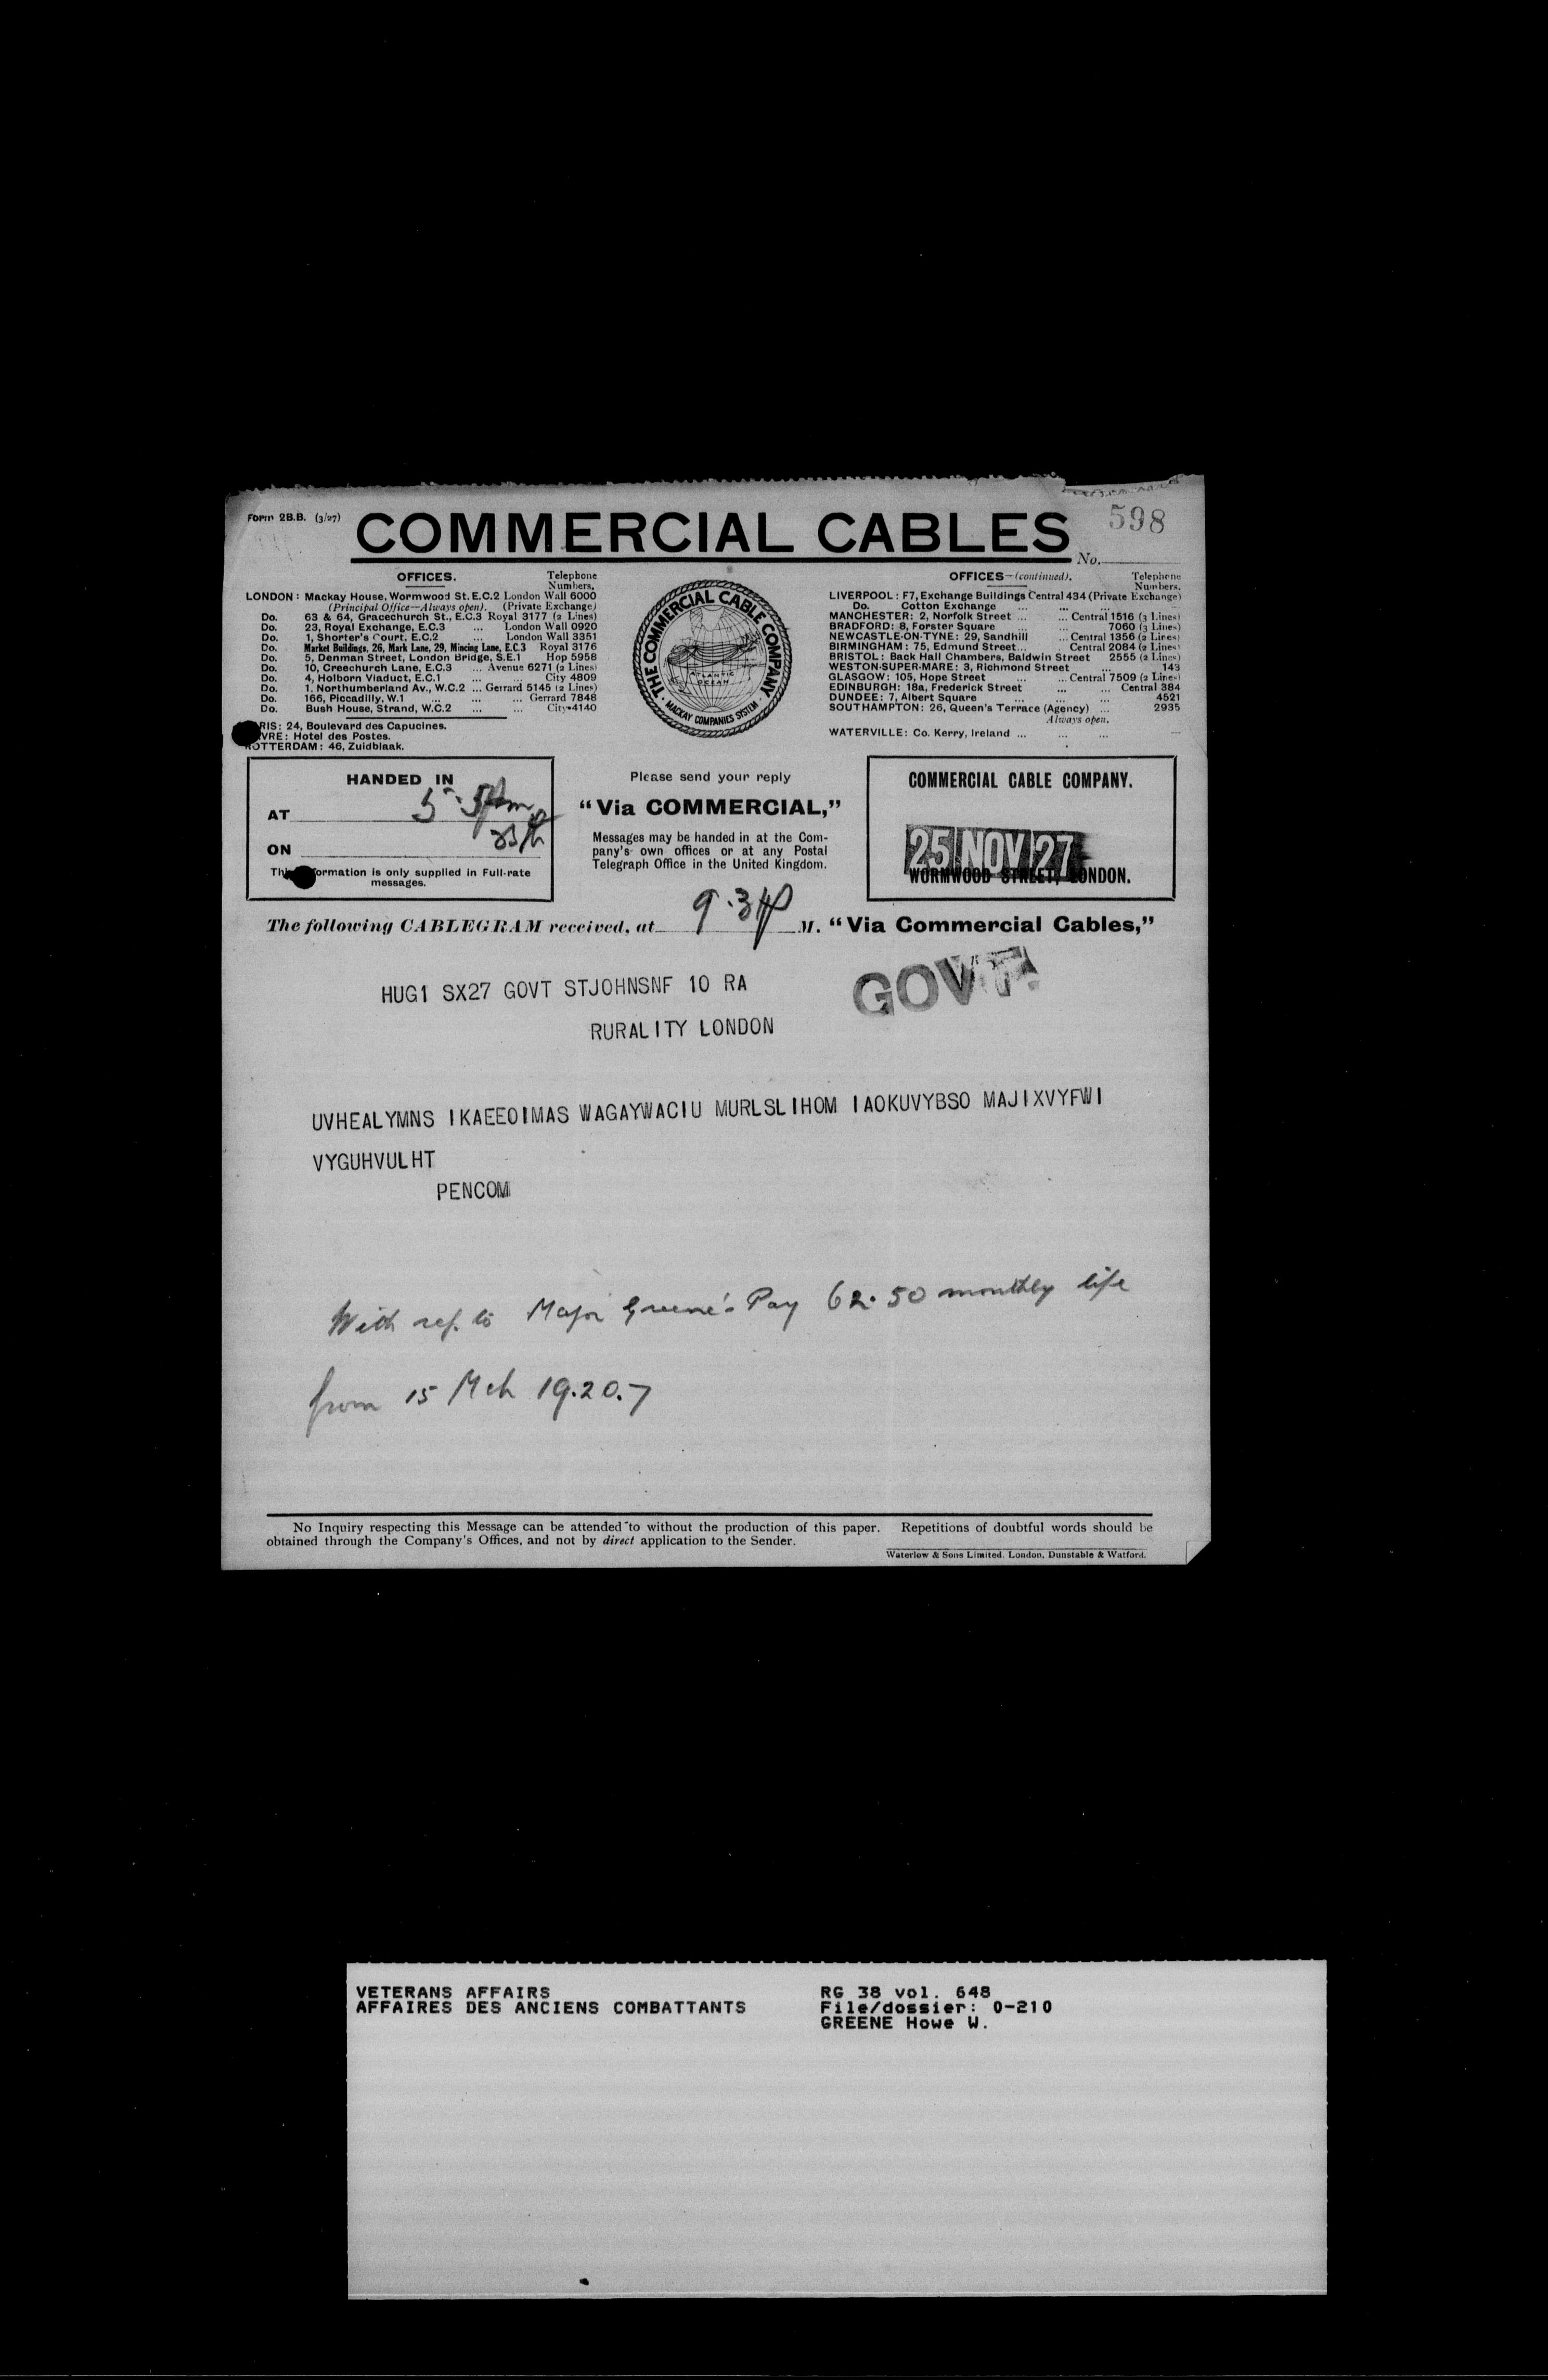 Form 2B.B. (3/27)
COMMERCIAL CABLES
598
No.
OFFICES.
Telephone
Numbers.
LONDON: Mackay House, Wormwood St. E.C.2 London Wall 6000
(Principal Office—Always open). (Private Exchange)
Do. 63 & 64, Gracechurch St., E.C.3 Royal 3177 (2 Lines)
Do. 23, Royal Exchange, E.C.3 ... London Wall 0920
Do. 1, Shorter's Court, E.C.2 ... London Wall 3351
Do. Market Buildings, 26, Mark Lane, 29, Mincing Lane, E.C.3 Royal 3176
Do. 5, Denman Street, London Bridge, S.E.1 Hop 5958
Do. 10, Creechurch Lane, E.C.3 ... Avenue 6271 (2 Lines)
Do. 4, Holborn Viaduct, E.C.1 ... ... City 4809
Do. 1, Northumberland Av., W.C.2 ... Gerrard 5145 (2 Lines)
Do. 166, Piccadilly, W.1 ... ... ... Gerrard 7848
Do. Bush House, Strand, W.C.2 ... ... City 4140
RIS: 24, Boulevard des Capucines.
VRE: Hotel des Postes.
ROTTERDAM: 46, Zuidblaak.
THE COMMERCIAL CABLE COMPANY
ATLANTIC
OCEAN
MACKAY COMPANIES SYSTEM
OFFICES—(continued).
Telephone
Numbers.
LIVERPOOL: F7, Exchange Buildings Central 434 (Private Exchange)
Do. Cotton Exchange ... ... ...
MANCHESTER: 2, Norfolk Street ... ... Central 1516 (3 Lines)
BRADFORD: 8, Forster Square ... ... 7060 (3 Lines)
NEWCASTLE-ON-TYNE: 29, Sandhill ... Central 1356 (2 Lines)
BIRMINGHAM: 75, Edmund Street... Central 2084 (2 Lines)
BRISTOL: Back Hall Chambers, Baldwin Street 2555 (2 Lines)
WESTON-SUPER-MARE: 3, Richmond Street ... 143
GLASGOW: 105, Hope Street ... ... Central 7509 (2 Lines)
EDINBURGH: 18a, Frederick Street ... ... Central 384
DUNDEE: 7, Albert Square ... ... ... 4521
SOUTHAMPTON: 26, Queen's Terrace (Agency) ... 2935
Always open.
WATERVILLE: Co. Kerry, Ireland ... ... ... —
HANDED IN
AT
ON 25th
This formation is only supplied in Full-rate
messages.
Please send your reply
“Via COMMERCIAL,”
Messages may be handed in at the Com-
pany's own offices or at any Postal
Telegraph Office in the United Kingdom.
COMMERCIAL CABLE COMPANY.
25 NOV 27
WORMWOOD STREET, LONDON.
The following CABLEGRAM received, at M. “Via Commercial Cables,”
HUG1 SX27 GOVT STJOHNSNF 10 RA
GOVT.
RURALITY LONDON
UVHEALYMNS IKAEEOIMAS WAGAYWACIU MURLSLIHOM IAOKUVYBSO MAJIXVYFWI
VYGUHVULHT
PENCOM
With ref. to Major Greene's Pay 62.50 monthly life
from 15 Mch 19.20.7
No Inquiry respecting this Message can be attended to without the production of this paper. Repetitions of doubtful words should be
obtained through the Company's Offices, and not by direct application to the Sender.
Waterlow & Sons Limited, London, Dunstable & Watford.
VETERANS AFFAIRS
AFFAIRES DES ANCIENS COMBATTANTS
RG 38 vol. 648
File/dossier: 0-210
GREENE Howe W.